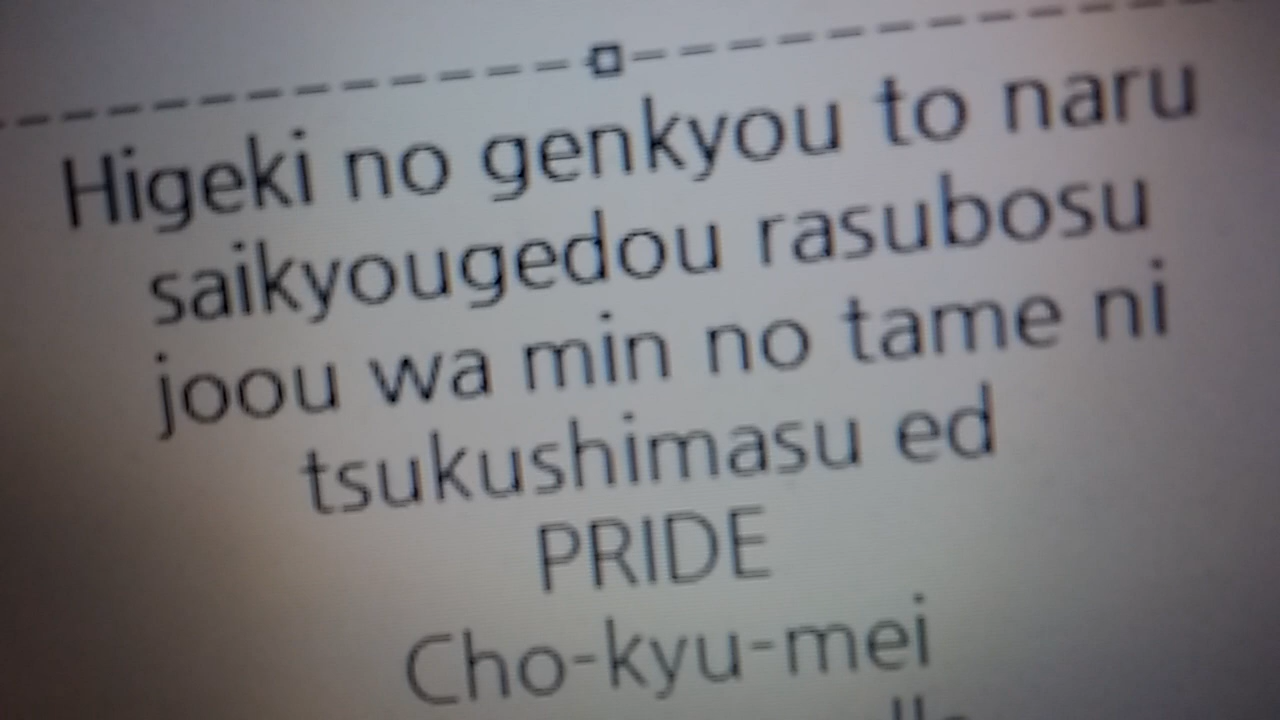 Higeki no genkyou to naru
saikyougedou rasubosu
joou wa min no tame ni
tsukushimasu ed
PRIDE
Cho-kyu-mei